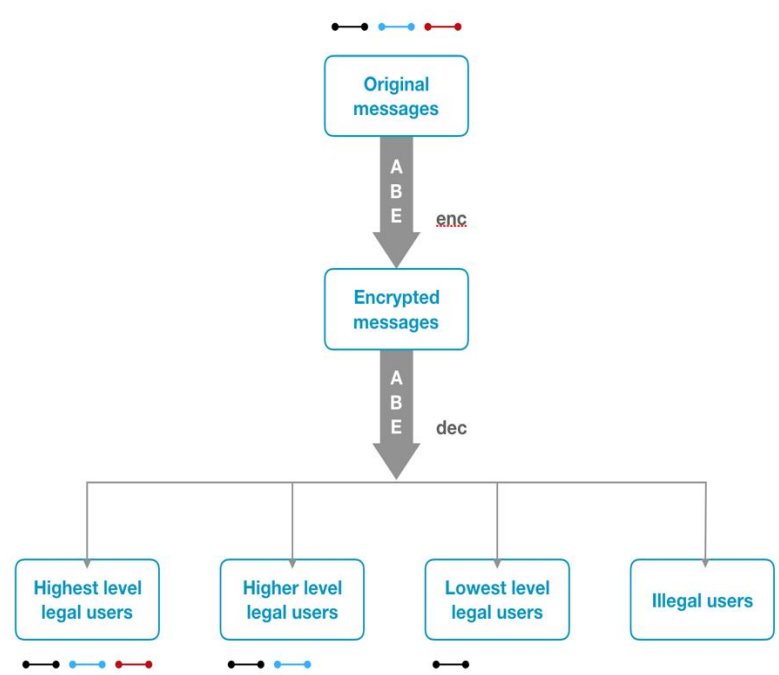 Original
messages
A
B
E
enc
Encrypted
messages
A
B
E
dec
Highest level
legal users
Higher level
legal users
Lowest level
legal users
Illegal users